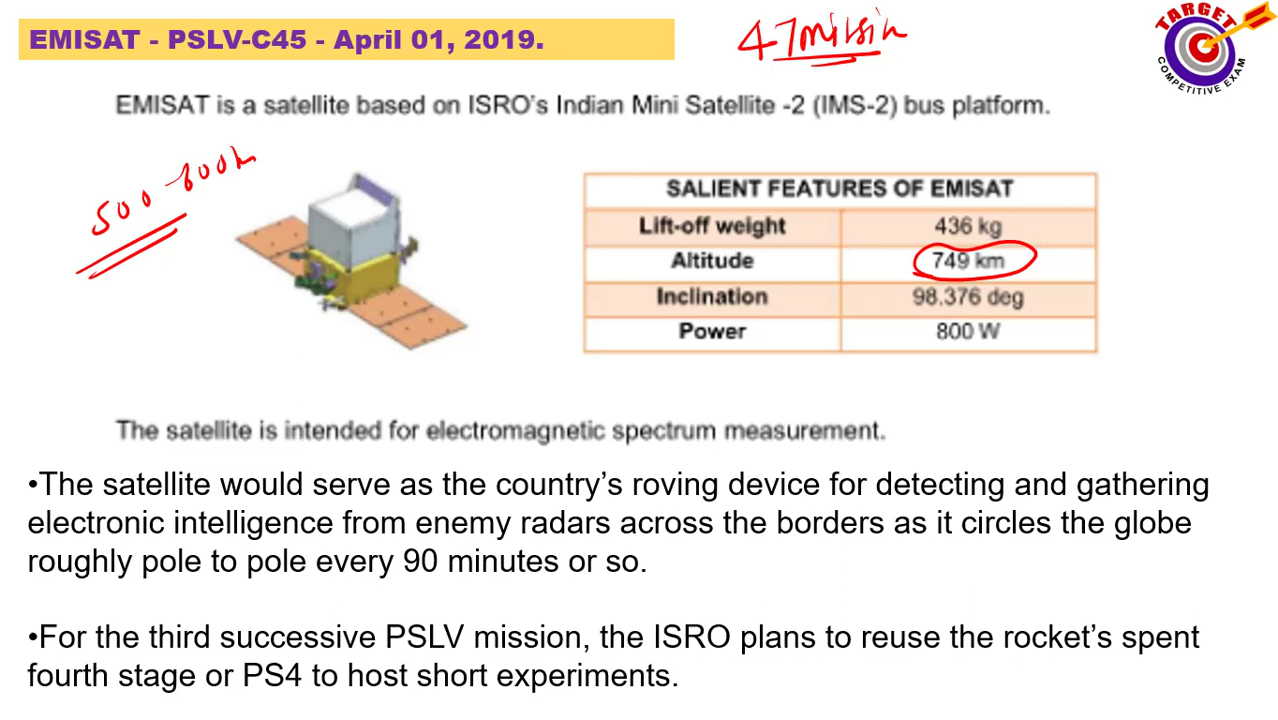 EMISAT - PSLV-C45 - April 01, 2019.
47 missin
TARGET
COMPETITIVE EXAM
EMISAT is a satellite based on ISRO's Indian Mini Satellite -2 (IMS-2) bus platform.
SALIENT FEATURES OF EMISAT
Lift-off weight 436 kg
Altitude 749 km
Inclination 98.376 deg
Power 800 W
The satellite is intended for electromagnetic spectrum measurement.
•The satellite would serve as the country's roving device for detecting and gathering
electronic intelligence from enemy radars across the borders as it circles the globe
roughly pole to pole every 90 minutes or so.
•For the third successive PSLV mission, the ISRO plans to reuse the rocket's spent
fourth stage or PS4 to host short experiments.